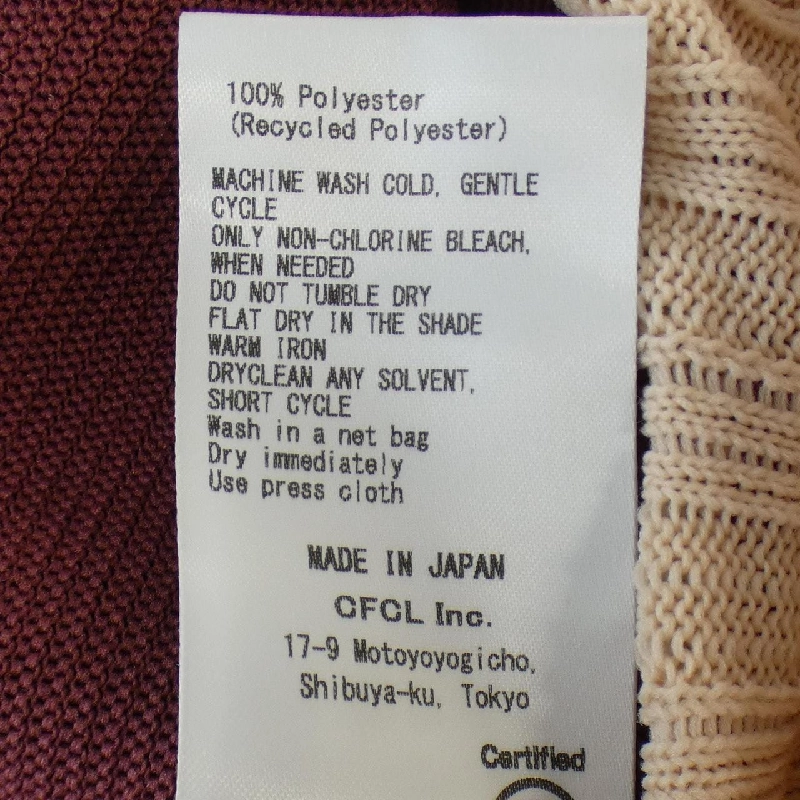 100% Polyester
(Recycled Polyester)
MACHINE WASH COLD, GENTLE
CYCLE
ONLY NON-CHLORINE BLEACH,
WHEN NEEDED
DO NOT TUMBLE DRY
FLAT DRY IN THE SHADE
WARM IRON
DRYCLEAN ANY SOLVENT,
SHORT CYCLE
Wash in a net bag
Dry immediately
Use press cloth
MADE IN JAPAN
CFCL Inc.
17-9 Motoyoyogicho,
Shibuya-ku, Tokyo
Certified